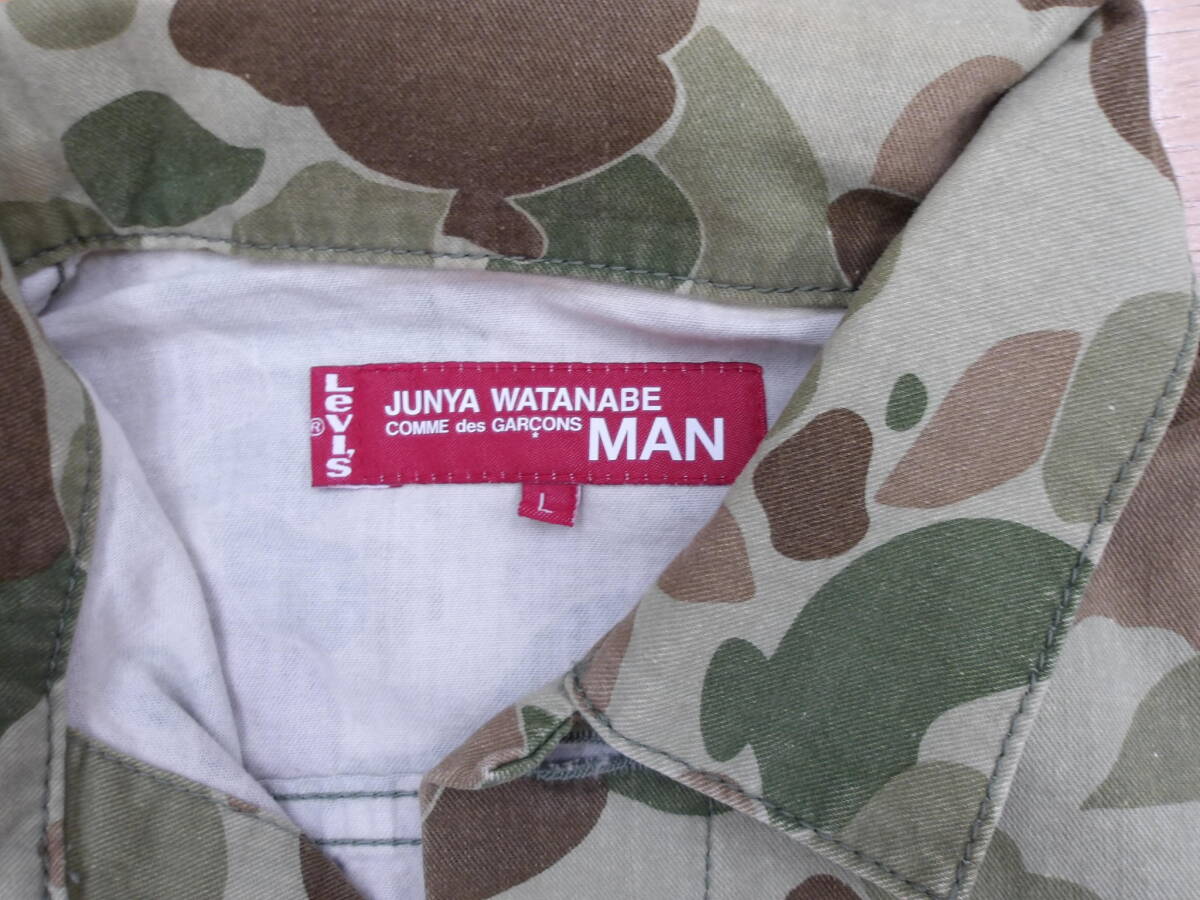 Levi's
®
JUNYA WATANABE
COMME des GARÇONS
MAN
L